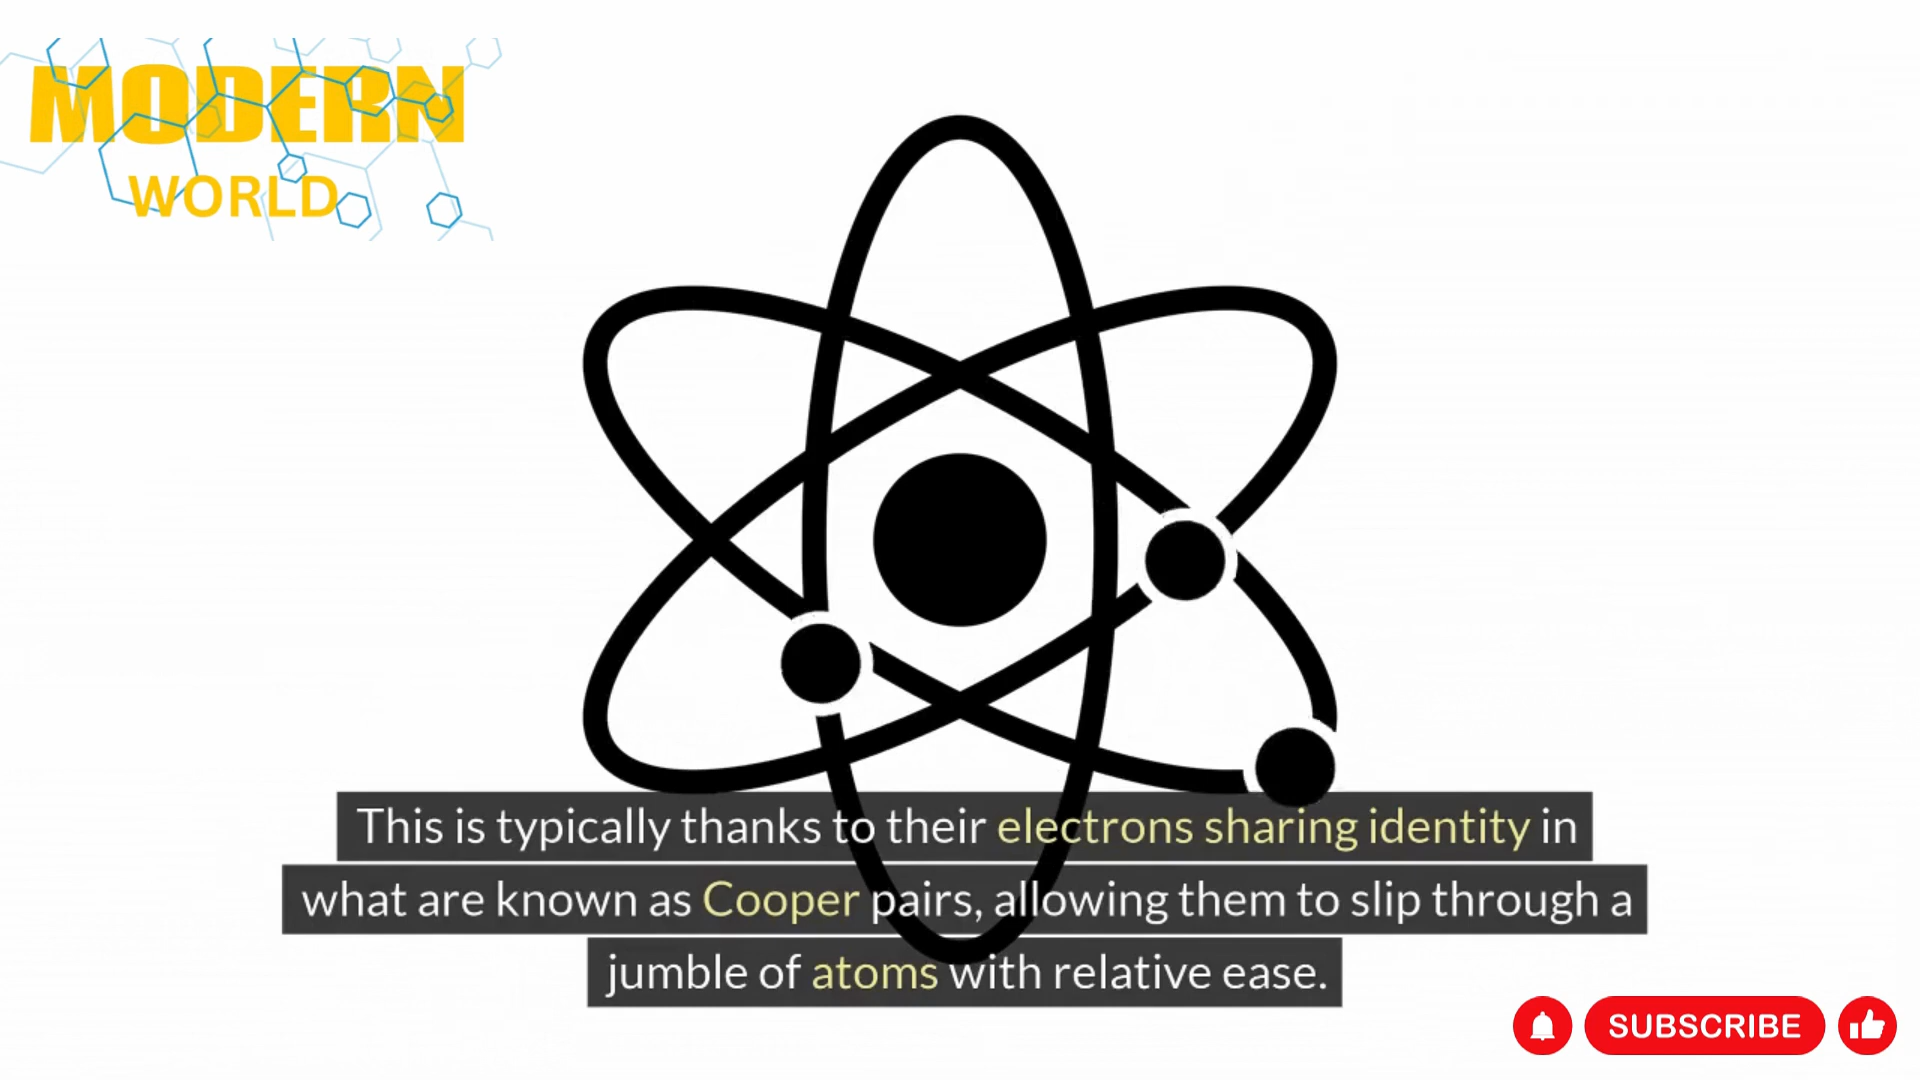 MODERN
WORLD
This is typically thanks to their electrons sharing identity in
what are known as Cooper pairs, allowing them to slip through a
jumble of atoms with relative ease.
SUBSCRIBE